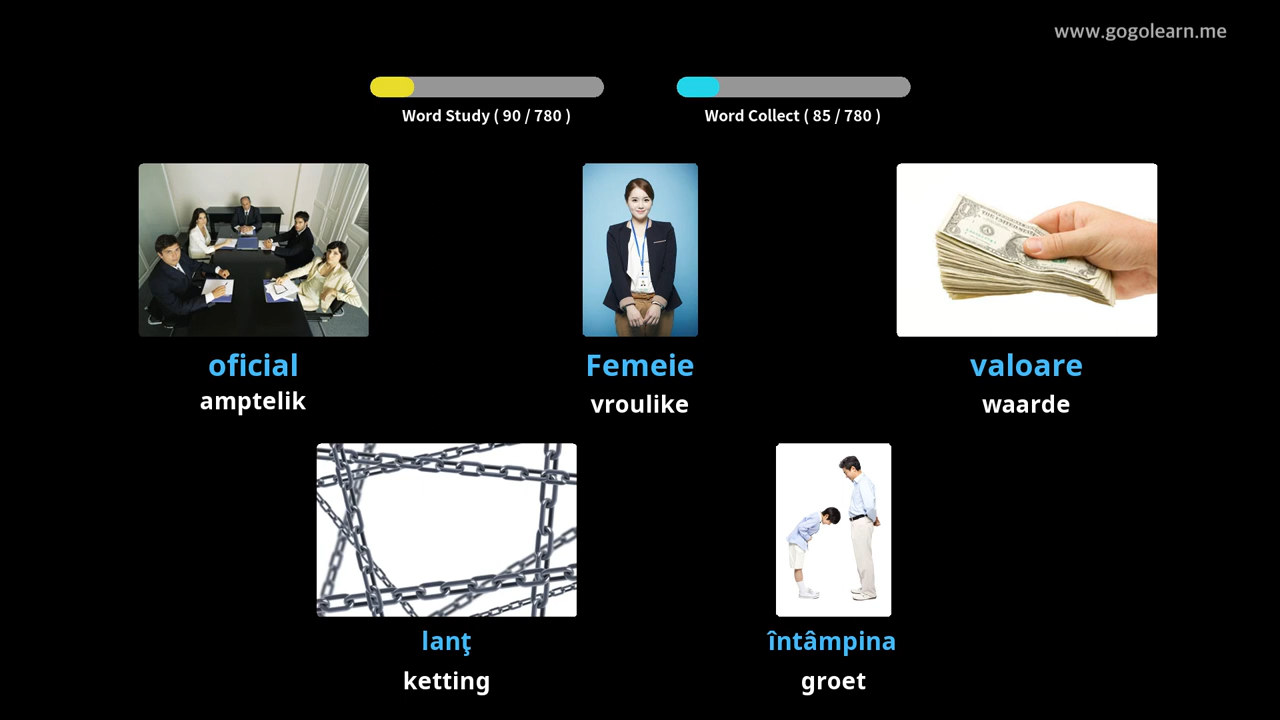 www.gogolearn.me
Word Study ( 90 / 780 )
Word Collect ( 85 / 780 )
oficial
amptelik
Femeie
vroulike
valoare
waarde
lanţ
ketting
întâmpina
groet